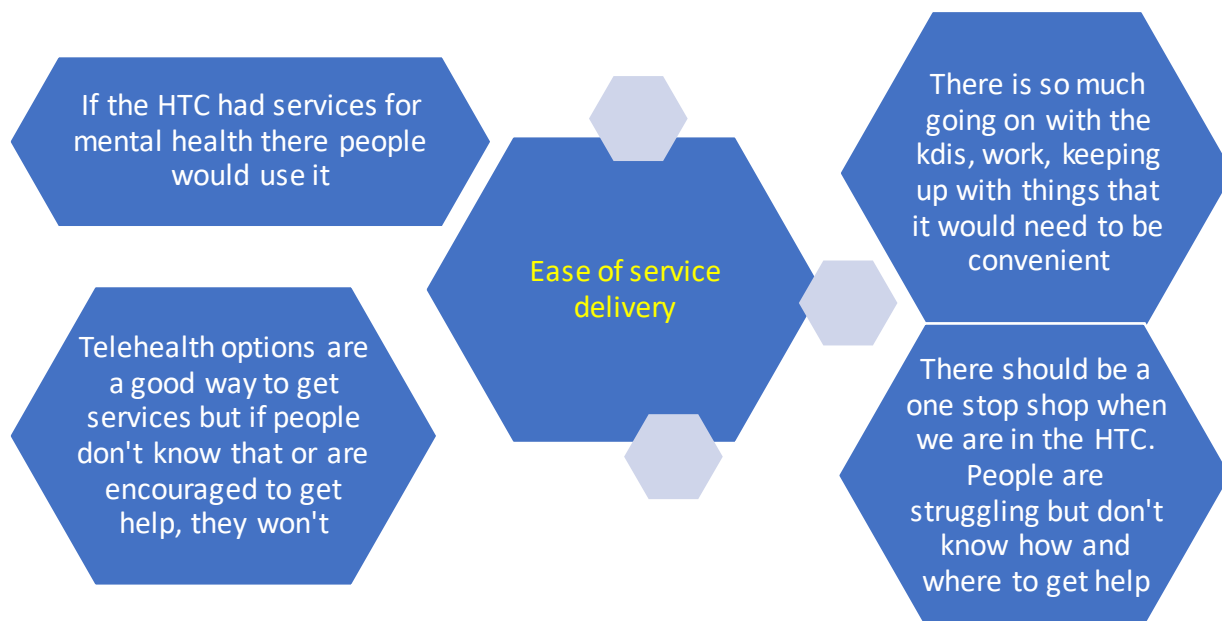 If the HTC had services for
mental health there people
would use it
Ease of service
delivery
There is so much
going on with the
kdis, work, keeping
up with things that
it would need to be
convenient
Telehealth options are
a good way to get
services but if people
don't know that or are
encouraged to get
help, they won't
There should be a
one stop shop when
we are in the HTC.
People are
struggling but don't
know how and
where to get help